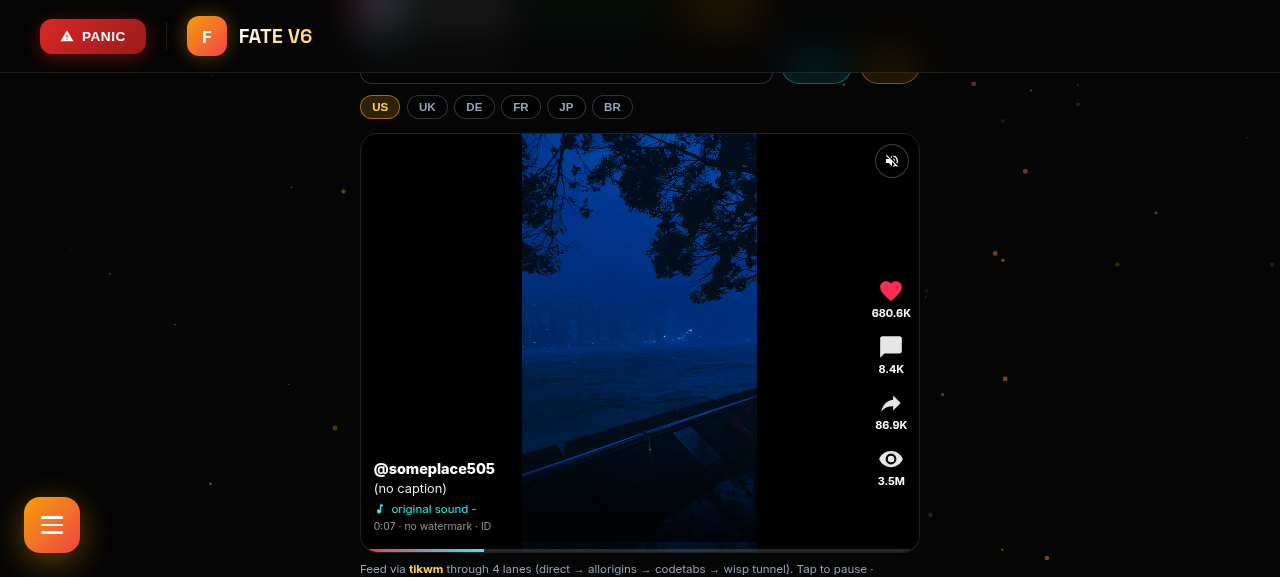 PANIC
F
FATE V6
US UK DE FR JP BR
680.6K
8.4K
86.9K
3.5M
@someplace505
(no caption)
original sound -
0:07 · no watermark · ID
Feed via tikwm through 4 lanes (direct → allorigins → codetabs → wisp tunnel). Tap to pause ·